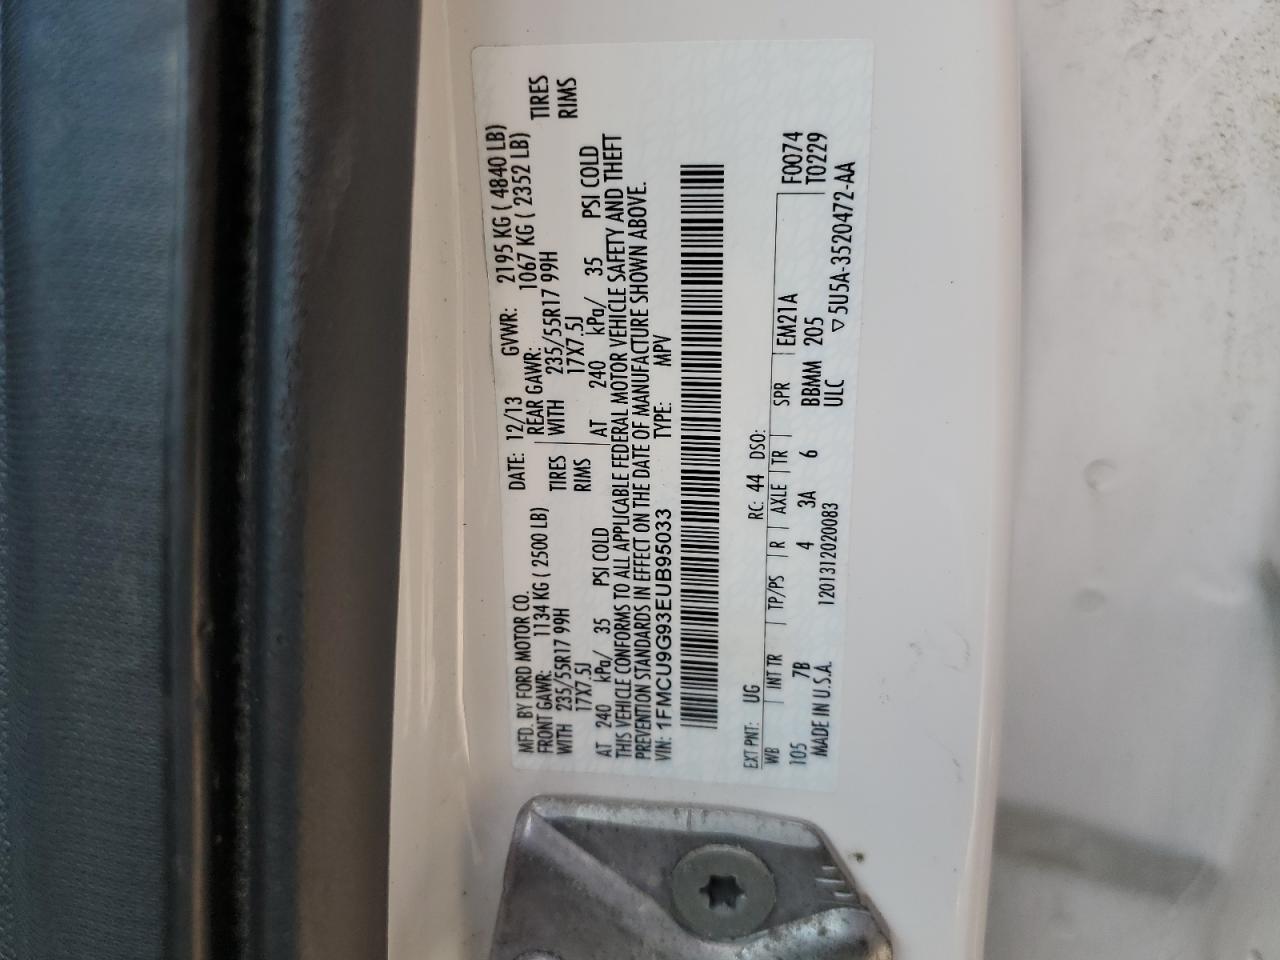 MFD. BY FORD MOTOR CO. DATE: 12/13 GVWR: 2195 KG ( 4840 LB)
FRONT GAWR: 1134 KG ( 2500 LB) REAR GAWR: 1067 KG ( 2352 LB)
WITH 235/55R17 99H TIRES WITH 235/55R17 99H TIRES
17X7.5J RIMS 17X7.5J RIMS
AT 240 kPa/ 35 PSI COLD AT 240 kPa/ 35 PSI COLD
THIS VEHICLE CONFORMS TO ALL APPLICABLE FEDERAL MOTOR VEHICLE SAFETY AND THEFT
PREVENTION STANDARDS IN EFFECT ON THE DATE OF MANUFACTURE SHOWN ABOVE.
VIN: 1FMCU9G93EUB95033 TYPE: MPV
EXT PNT: UG RC: 44 DSO: F0074
WB INT TR TP/PS R AXLE TR SPR EM21A T0229
105 7B 4 3A 6 BBMM 205
MADE IN U.S.A. 1201312020083 ULC ▽5U5A-3520472-AA